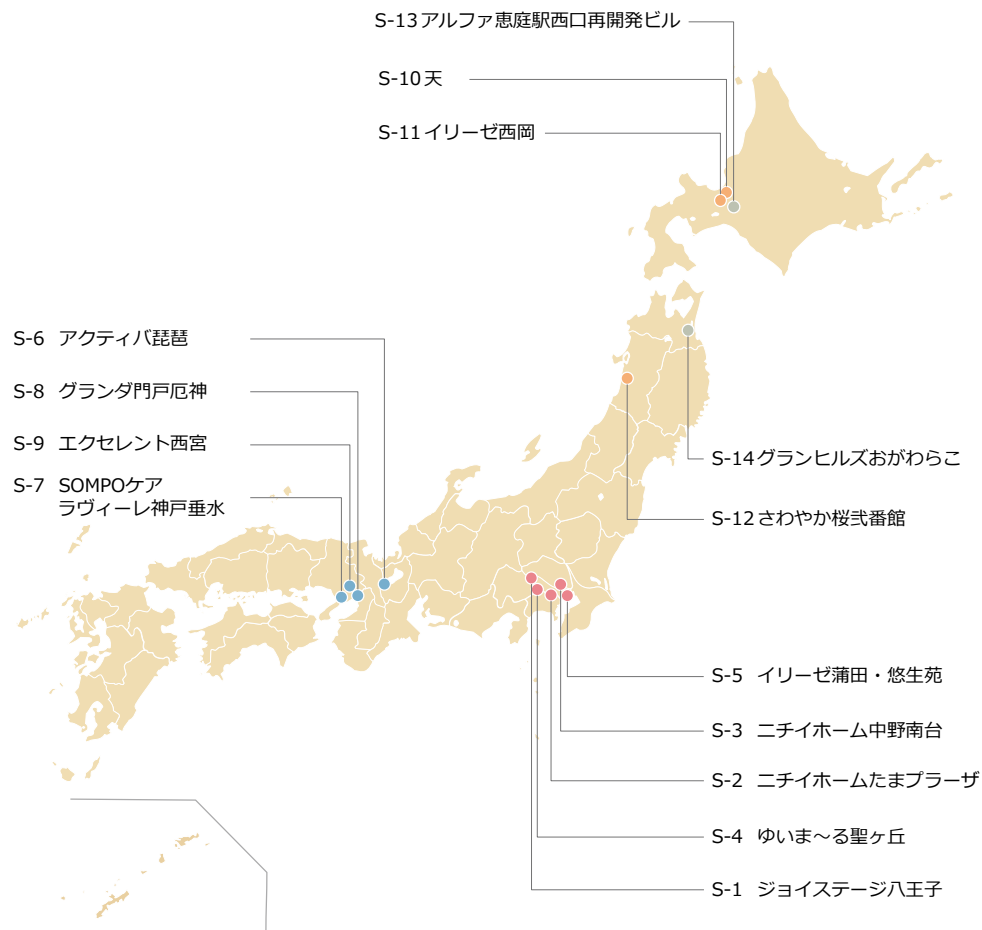 S-13アルファ恵庭駅西口再開発ビル
S-10 天
S-11 イリーゼ西岡
S-6 アクティバ琵琶
S-8 グランダ門戸厄神
S-9 エクセレント西宮
S-7 SOMPOケア
ラヴィーレ神戸垂水
S-14グランヒルズおがわらこ
S-12さわやか桜弐番館
S-5 イリーゼ蒲田・悠生苑
S-3 ニチイホーム中野南台
S-2 ニチイホームたまプラーザ
S-4 ゆいま～る聖ヶ丘
S-1 ジョイステージ八王子